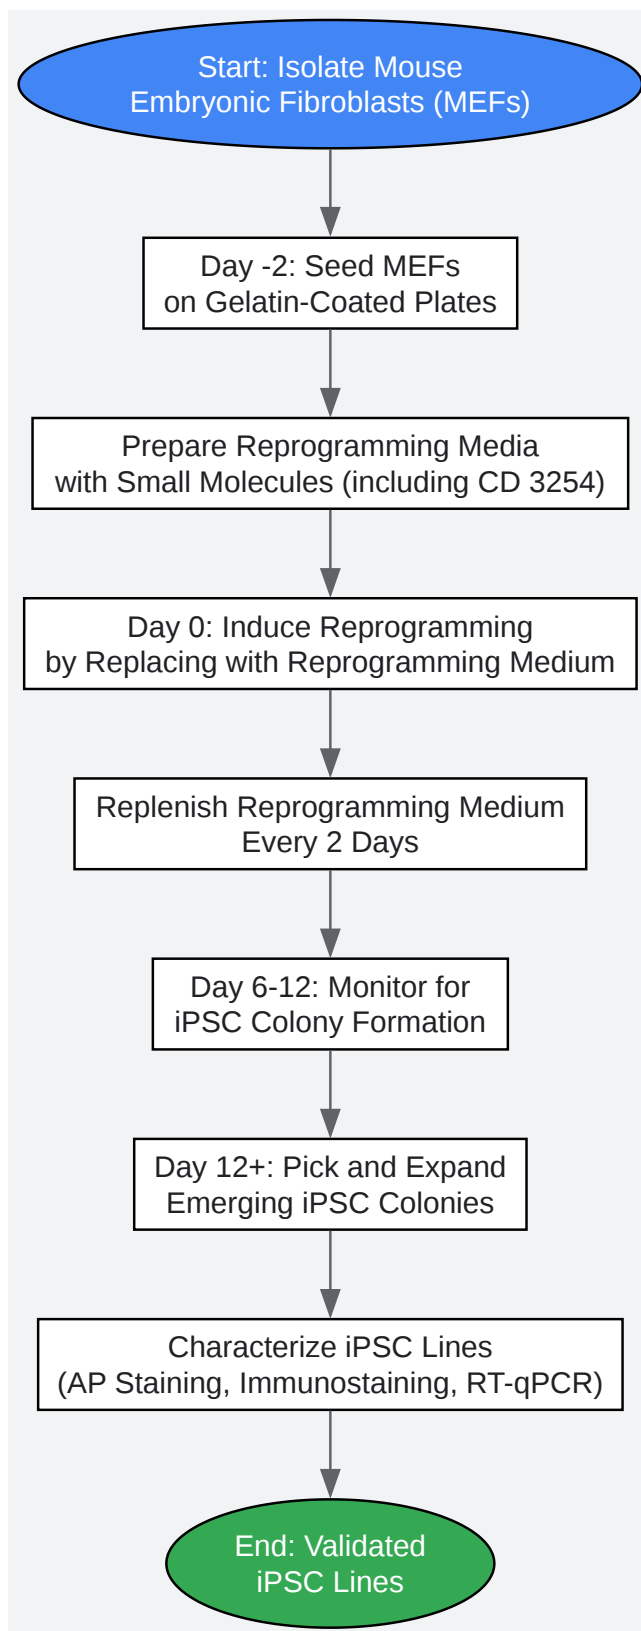 Start: Isolate Mouse
Embryonic Fibroblasts (MEFs)
Day -2: Seed MEFs
on Gelatin-Coated Plates
Prepare Reprogramming Media
with Small Molecules (including CD 3254)
Day 0: Induce Reprogramming
by Replacing with Reprogramming Medium
Replenish Reprogramming Medium
Every 2 Days
Day 6-12: Monitor for
iPSC Colony Formation
Day 12+: Pick and Expand
Emerging iPSC Colonies
Characterize iPSC Lines
(AP Staining, Immunostaining, RT-qPCR)
End: Validated
iPSC Lines